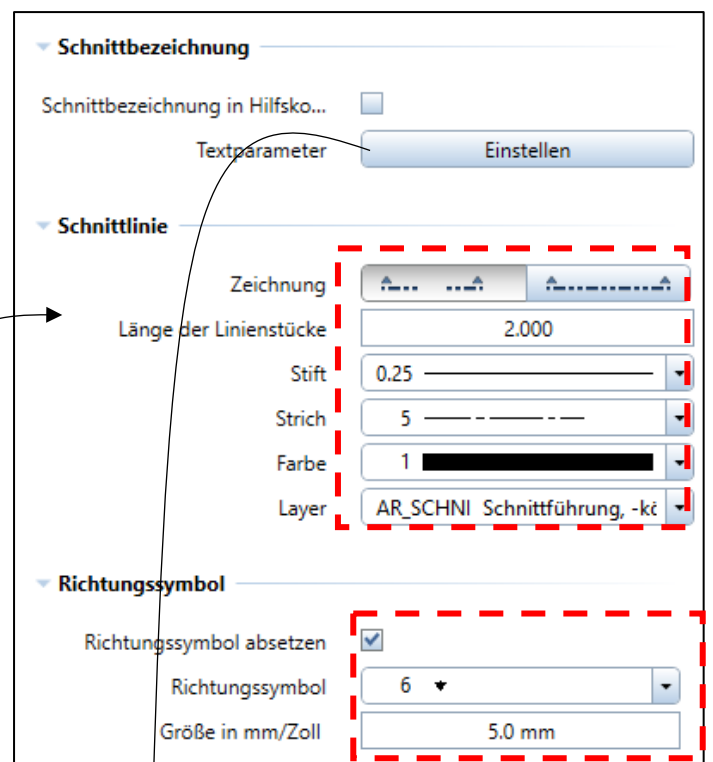 Schnittbezeichnung
Schnittbezeichnung in Hilfsko...
Textparameter Einstellen
Schnittlinie
Zeichnung
Länge der Linienstücke 2.000
Stift 0.25
Strich 5
Farbe 1
Layer AR_SCHNI Schnittführung, -kö
Richtungssymbol
Richtungssymbol absetzen
Richtungssymbol 6
Größe in mm/Zoll 5.0 mm